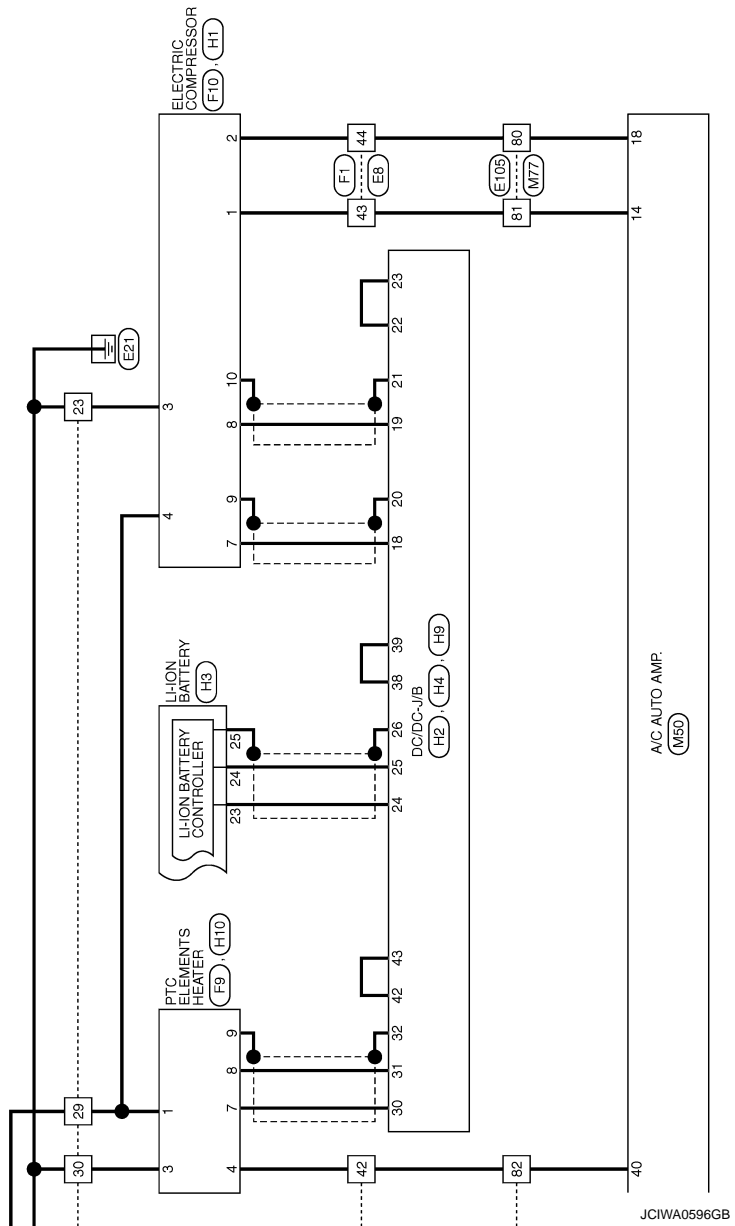 ELECTRIC
COMPRESSOR
F10 , H1
2
44
80
18
F1
E8
E105
M77
1
43
81
14
23
22
E21
10
21
3
23
8
19
9
20
4
7
18
39
38
LI-ION
BATTERY
H3
LI-ION BATTERY
CONTROLLER
25
26
24
25
23
24
DC/DC-J/B
H2 , H4 , H9
A/C AUTO AMP.
M50
PTC
ELEMENTS
HEATER
F9 , H10
43
42
9
32
8
31
29
1
7
30
30
3
4
42
82
40
JCIWA0596GB